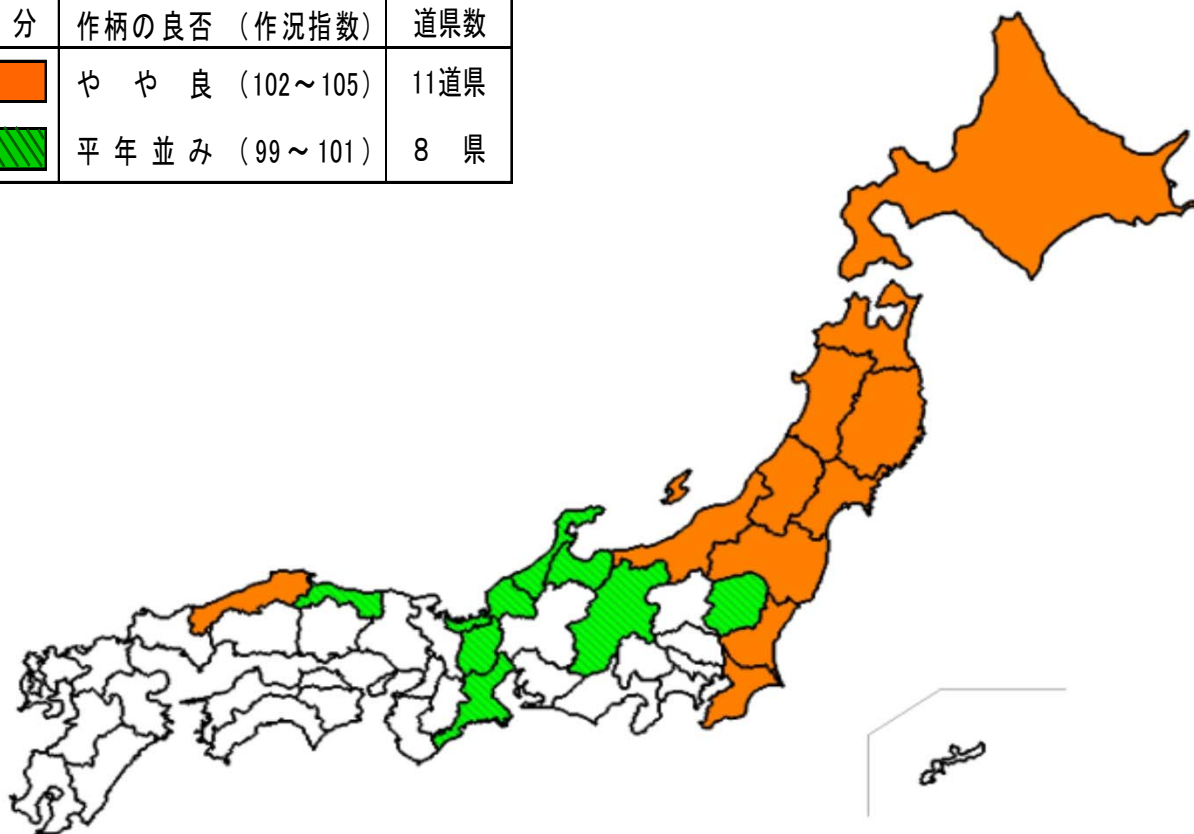 分 作柄の良否 (作況指数) 道県数
や や 良 (102～105) 11道県
平 年 並 み (99～101) 8 県